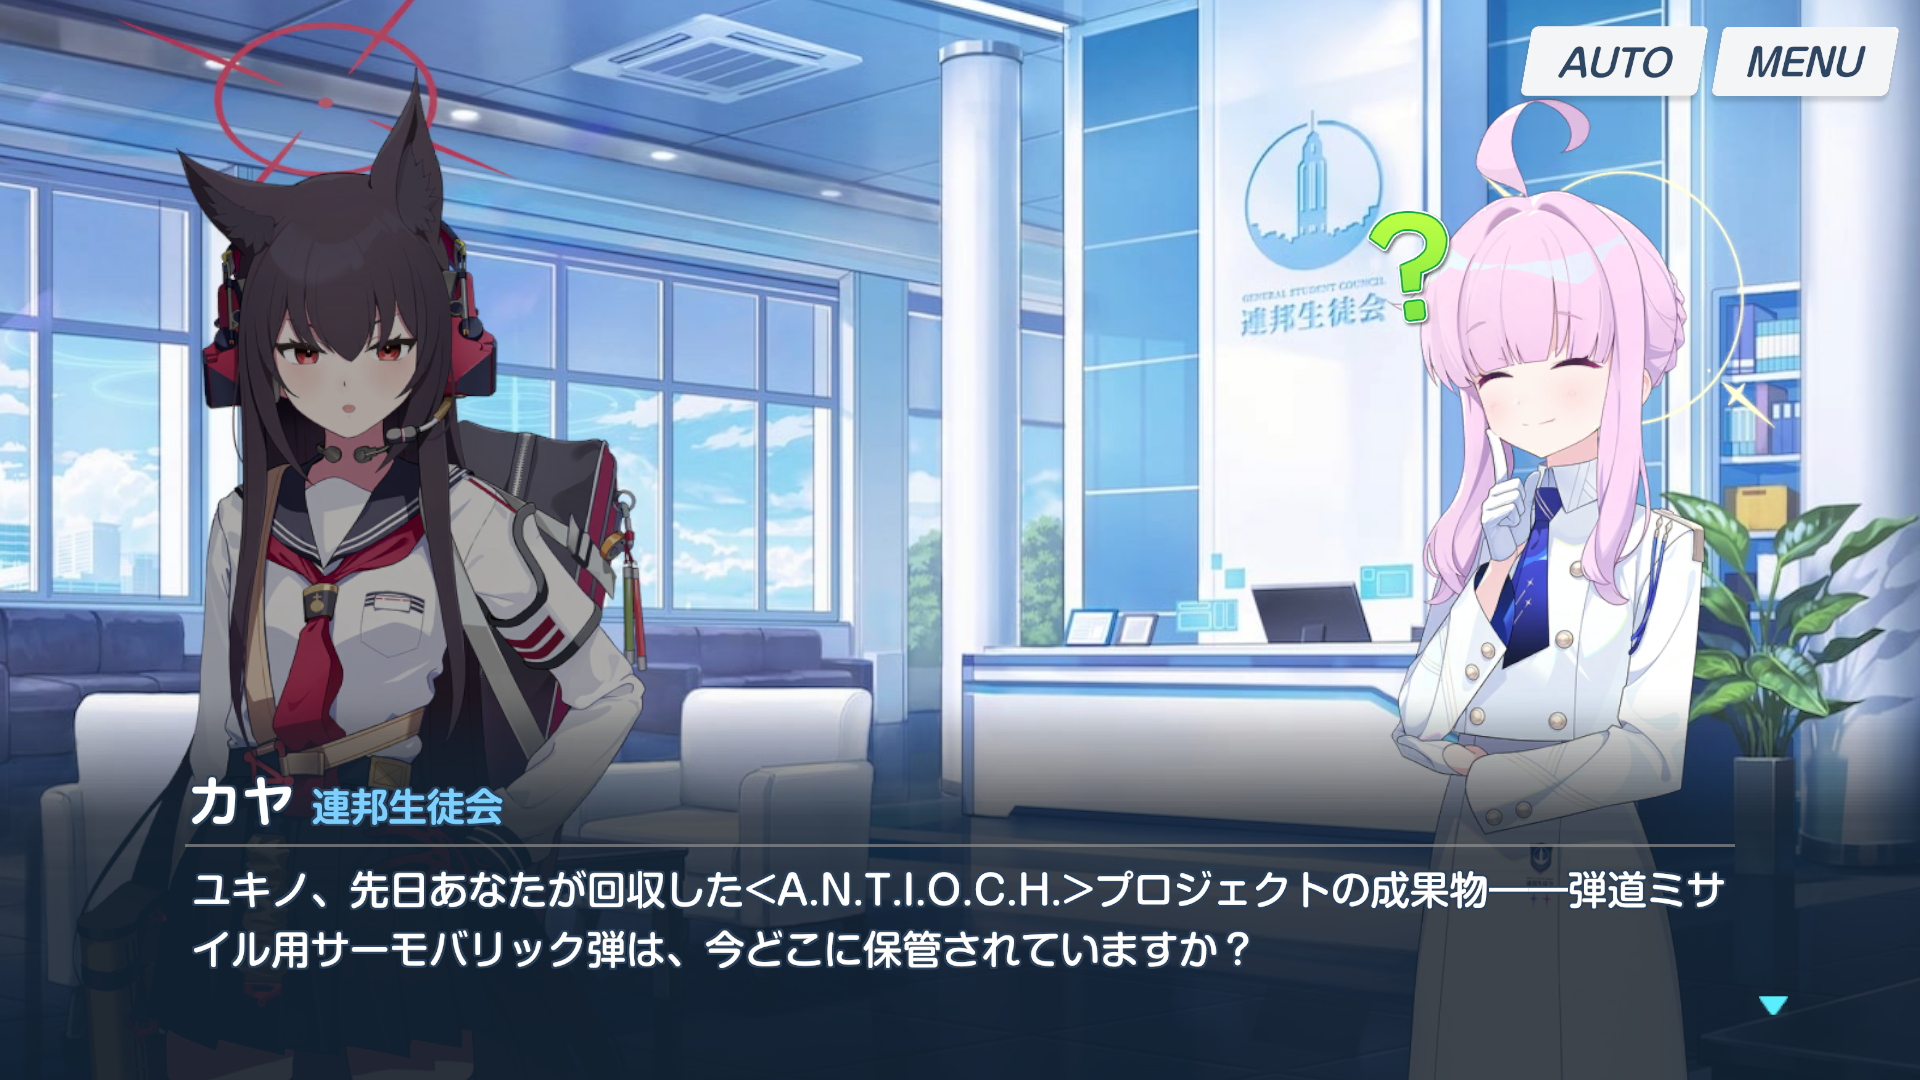 AUTO
MENU
GENERAL STUDENT COUNCIL
連邦生徒会
カヤ 連邦生徒会
ユキノ、先日あなたが回収した<A.N.T.I.O.C.H.>プロジェクトの成果物――弾道ミサ
イル用サーモバリック弾は、今どこに保管されていますか？